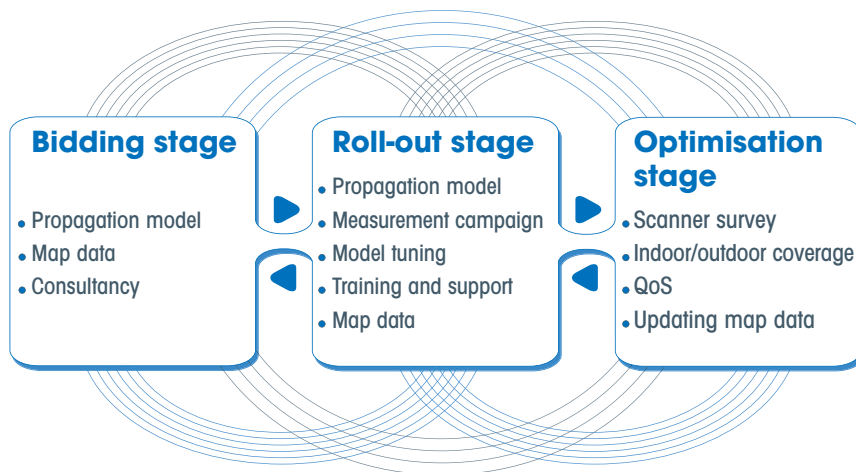 Bidding stage
Propagation model
Map data
Consultancy
Roll-out stage
Propagation model
Measurement campaign
Model tuning
Training and support
Map data
Optimisation
stage
Scanner survey
Indoor/outdoor coverage
QoS
Updating map data